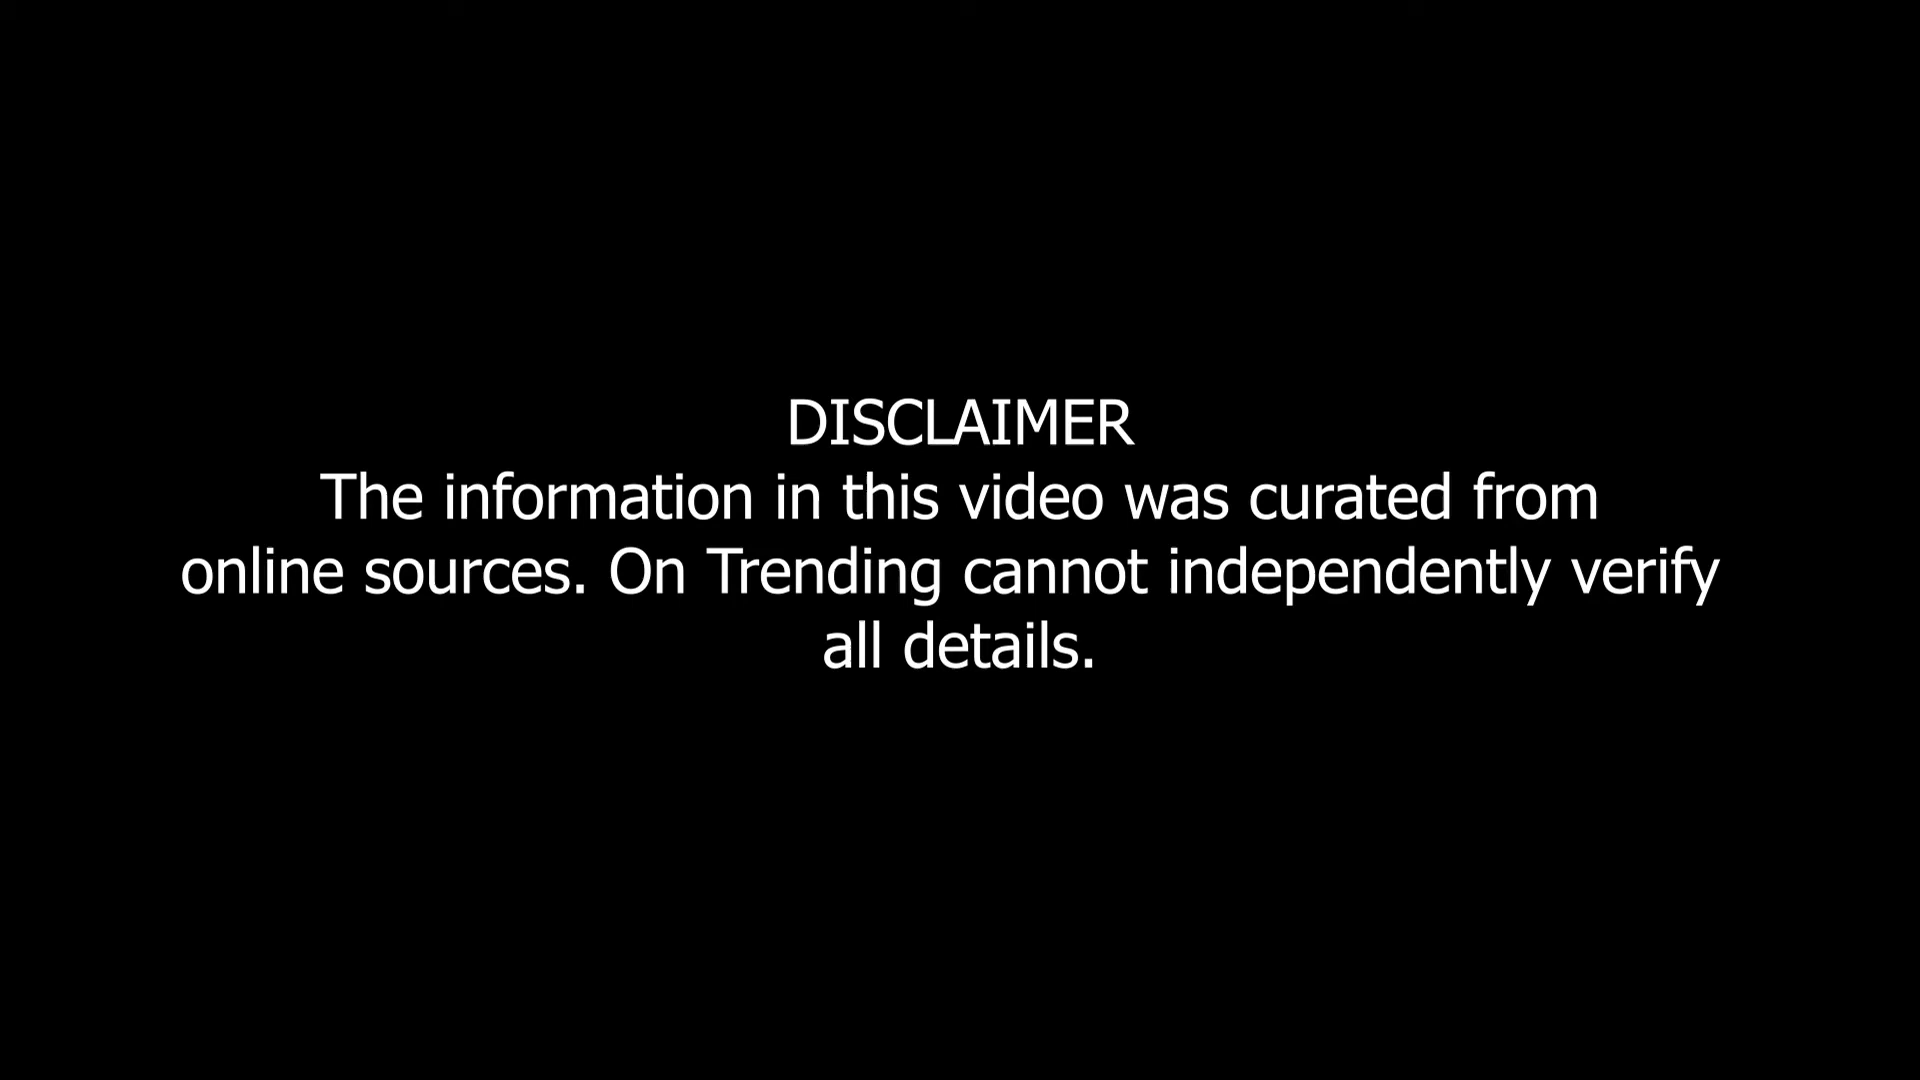 DISCLAIMER
The information in this video was curated from
online sources. On Trending cannot independently verify
all details.